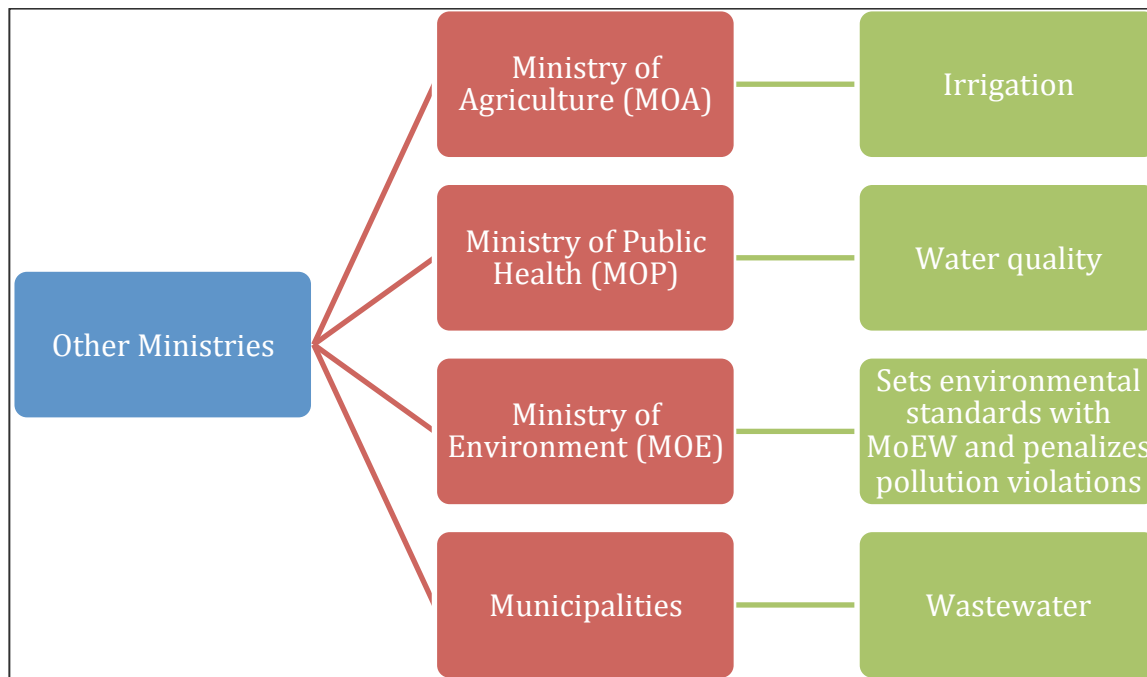 Other Ministries
Ministry of
Agriculture (MOA)
Irrigation
Ministry of Public
Health (MOP)
Water quality
Ministry of
Environment (MOE)
Sets environmental
standards with
MoEW and penalizes
pollution violations
Municipalities
Wastewater